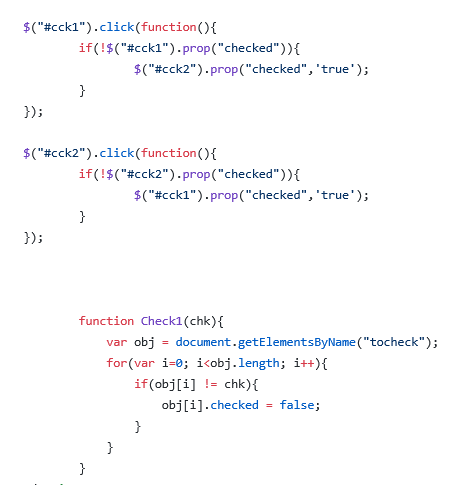 $("#cck1").click(function(){
if(!$("#cck1").prop("checked")){
$("#cck2").prop("checked",'true');
}
});
$("#cck2").click(function(){
if(!$("#cck2").prop("checked")){
$("#cck1").prop("checked",'true');
}
});
function Check1(chk){
var obj = document.getElementsByName("tocheck");
for(var i=0; i<obj.length; i++){
if(obj[i] != chk){
obj[i].checked = false;
}
}
}